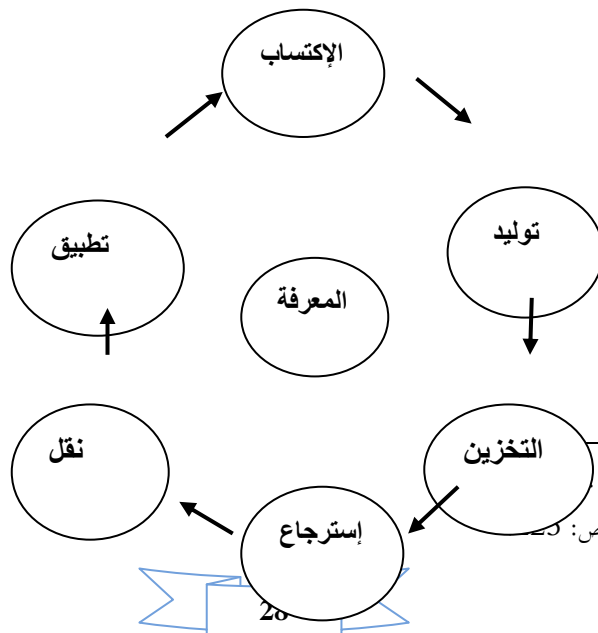 الإكتساب
توليد
تطبيق
المعرفة
التخزين
نقل
إسترجاع
ص:
28